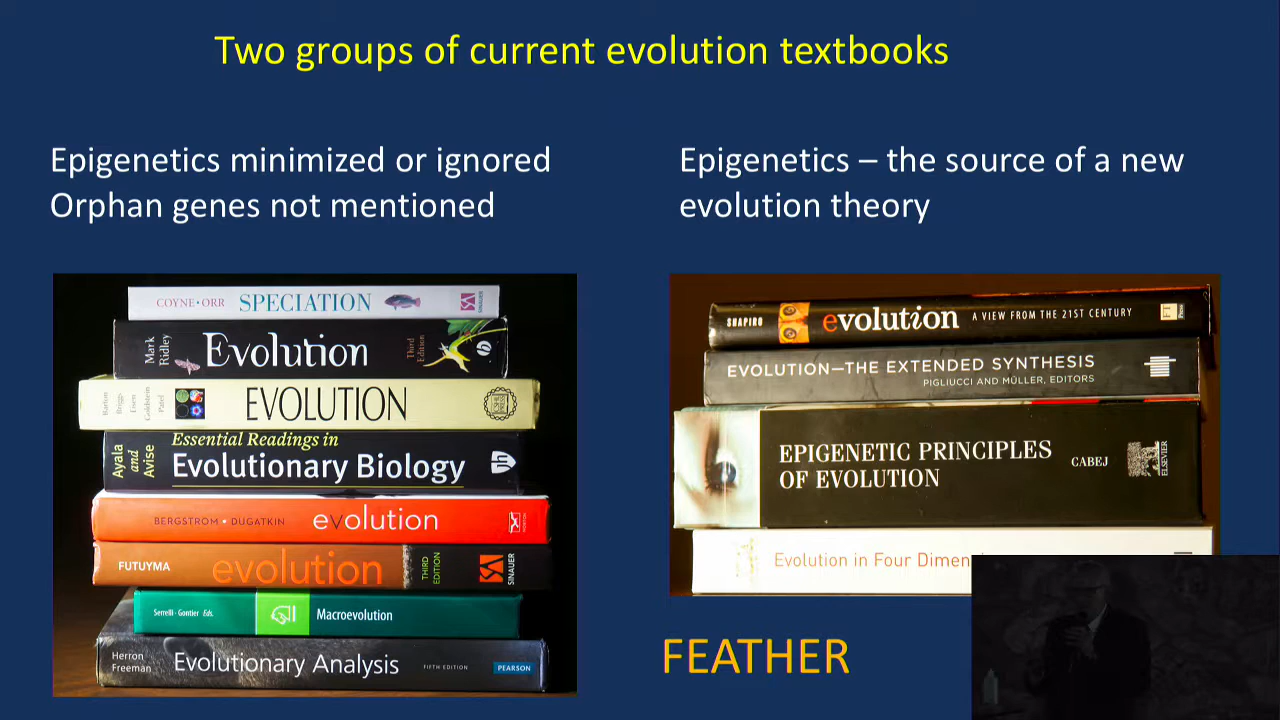 Two groups of current evolution textbooks
Epigenetics minimized or ignored
Orphan genes not mentioned
COYNE • ORR SPECIATION SINAUER
Mark
Ridley
Evolution
Third
Edition
Barton
Briggs
Eisen
Goldstein
Patel
EVOLUTION
Ayala
and
Avise
Essential Readings in
Evolutionary Biology
BERGSTROM • DUGATKIN evolution
FUTUYMA evolution THIRD
EDITION
SINAUER
Serrelli · Gontier Eds. Macroevolution
Herron
Freeman
Evolutionary Analysis FIFTH EDITION PEARSON
Epigenetics – the source of a new
evolution theory
SHAPIRO evolution A VIEW FROM THE 21ST CENTURY FT
Press
EVOLUTION—THE EXTENDED SYNTHESIS
PIGLIUCCI AND MÜLLER, EDITORS
EPIGENETIC PRINCIPLES
OF EVOLUTION
CABEJ
ELSEVIER
Evolution in Four
FEATHER